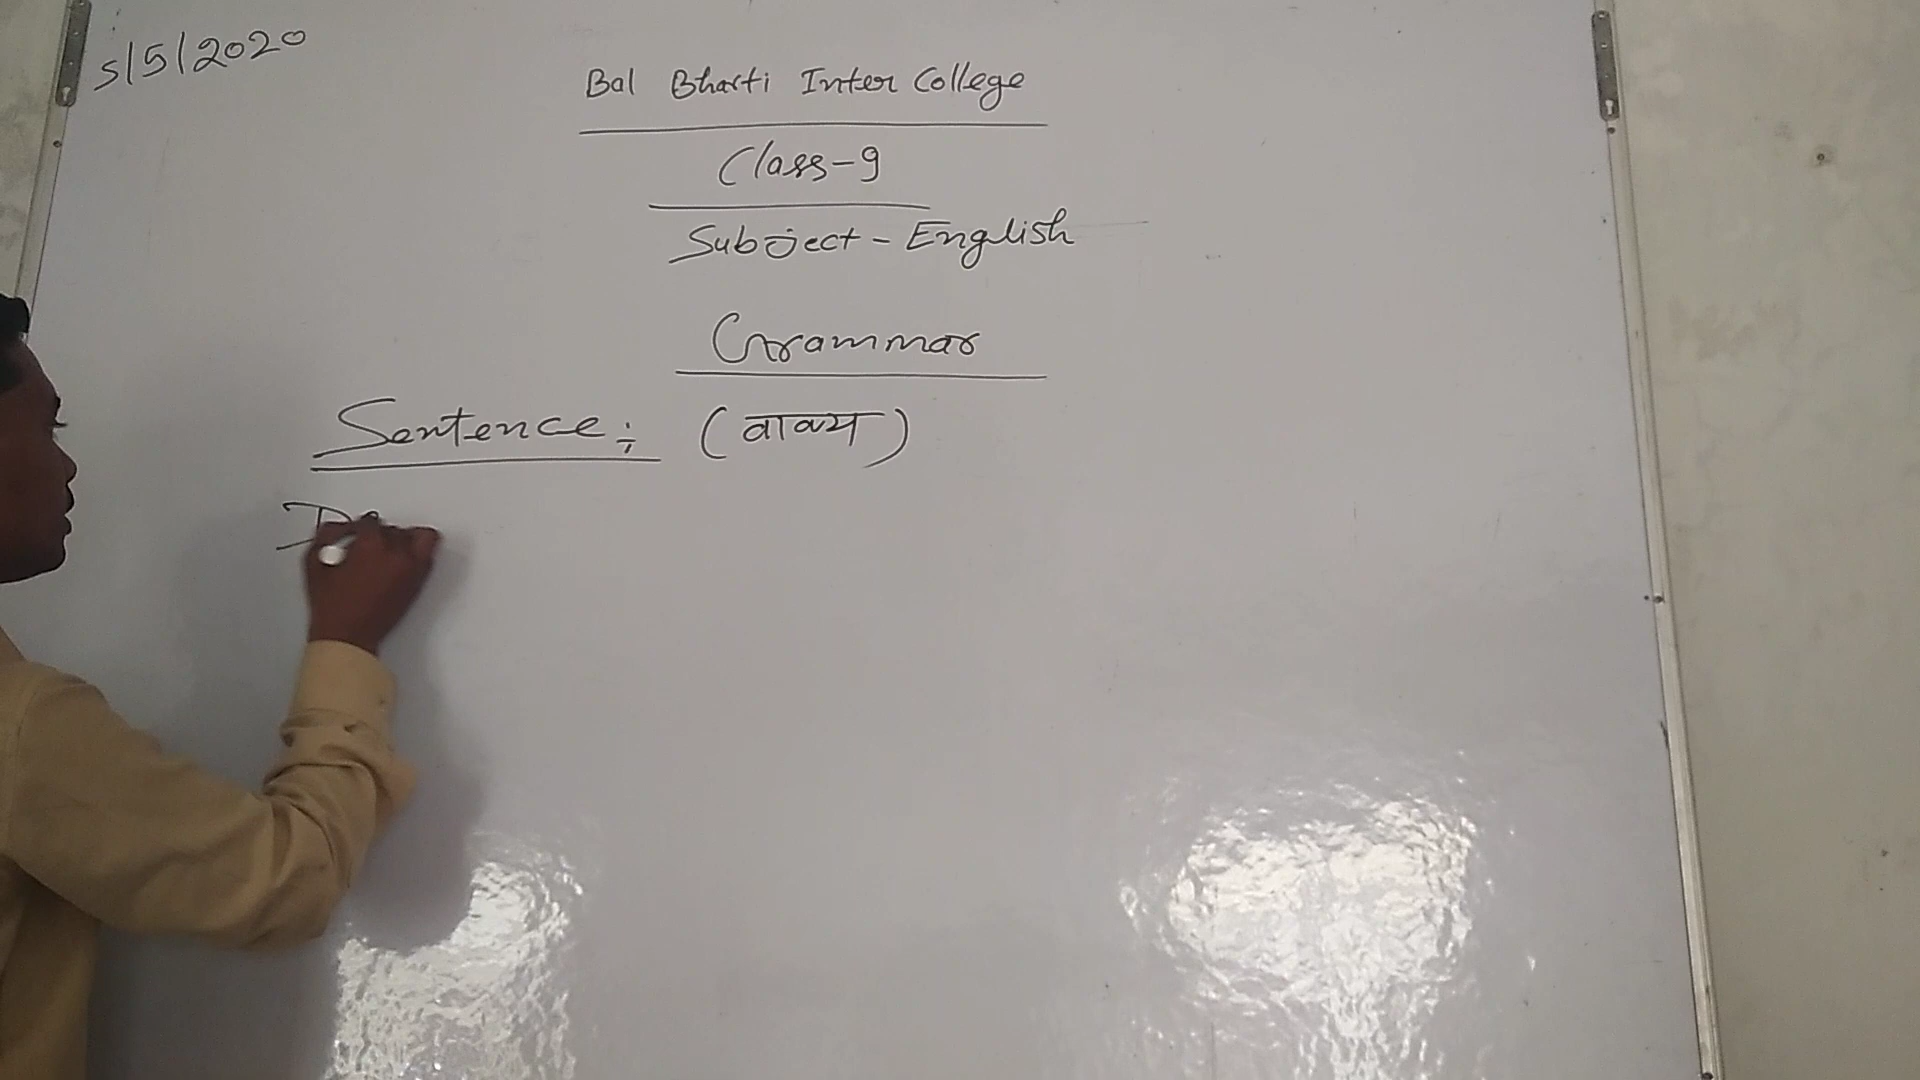 5/5/2020
Bal Bharti Inter College
Class-9
Subject - English
Grammar
Sentence÷ (वाक्य)